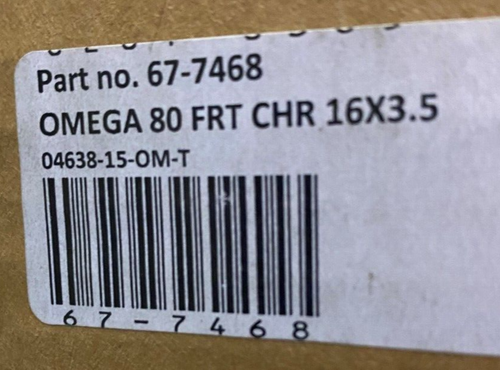 Part no. 67-7468
OMEGA 80 FRT CHR 16X3.5
04638-15-OM-T
67-7468